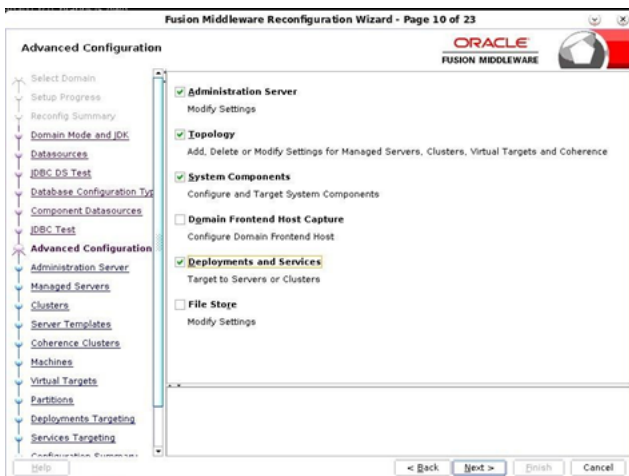 Fusion Middleware Reconfiguration Wizard - Page 10 of 23
Advanced Configuration
ORACLE
FUSION MIDDLEWARE
Select Domain
Setup Progress
Reconfig Summary
Domain Mode and JDK
Datasources
JDBC DS Test
Database Configuration Typ
Component Datasources
JDBC Test
Advanced Configuration
Administration Server
Managed Servers
Clusters
Server Templates
Coherence Clusters
Machines
Virtual Targets
Partitions
Deployments Targeting
Services Targeting
Configuration Summary
Administration Server
Modify Settings
Topology
Add, Delete or Modify Settings for Managed Servers, Clusters, Virtual Targets and Coherence
System Components
Configure and Target System Components
Domain Frontend Host Capture
Configure Domain Frontend Host
Deployments and Services
Target to Servers or Clusters
File Store
Modify Settings
Help
< Back
Next >
Finish
Cancel